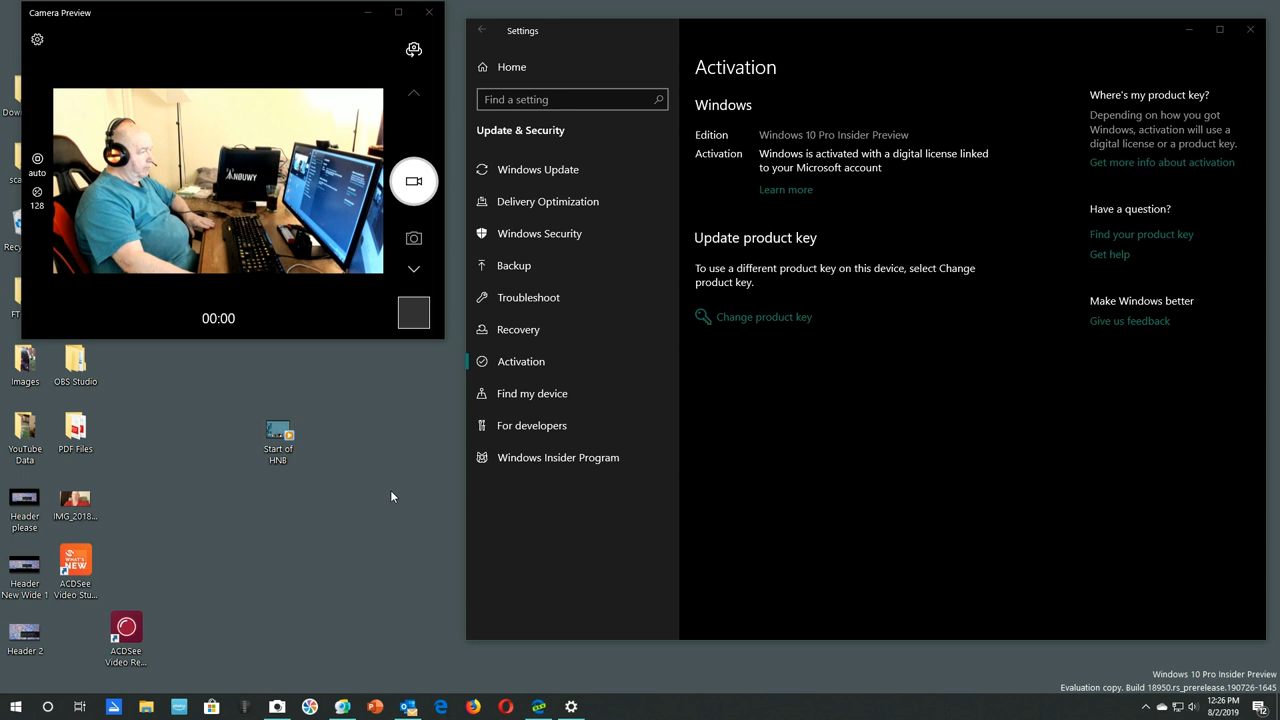 Camera Preview
auto
128
00:00
Images
OBS Studio
YouTube
Data
PDF Files
Start of
HNB
Header
please
IMG_2018...
Header
New Wide 1
ACDSee
Video Stu...
WHAT'S
NEW
Header 2
ACDSee
Video Re...
Settings
Home
Find a setting
Update & Security
Windows Update
Delivery Optimization
Windows Security
Backup
Troubleshoot
Recovery
Activation
Find my device
For developers
Windows Insider Program
Activation
Windows
Edition
Windows 10 Pro Insider Preview
Activation
Windows is activated with a digital license linked
to your Microsoft account
Learn more
Update product key
To use a different product key on this device, select Change
product key.
Change product key
Where's my product key?
Depending on how you got
Windows, activation will use a
digital license or a product key.
Get more info about activation
Have a question?
Find your product key
Get help
Make Windows better
Give us feedback
Windows 10 Pro Insider Preview
Evaluation copy. Build 18950.rs_prerelease.190726-1645
12:26 PM
8/2/2019
12